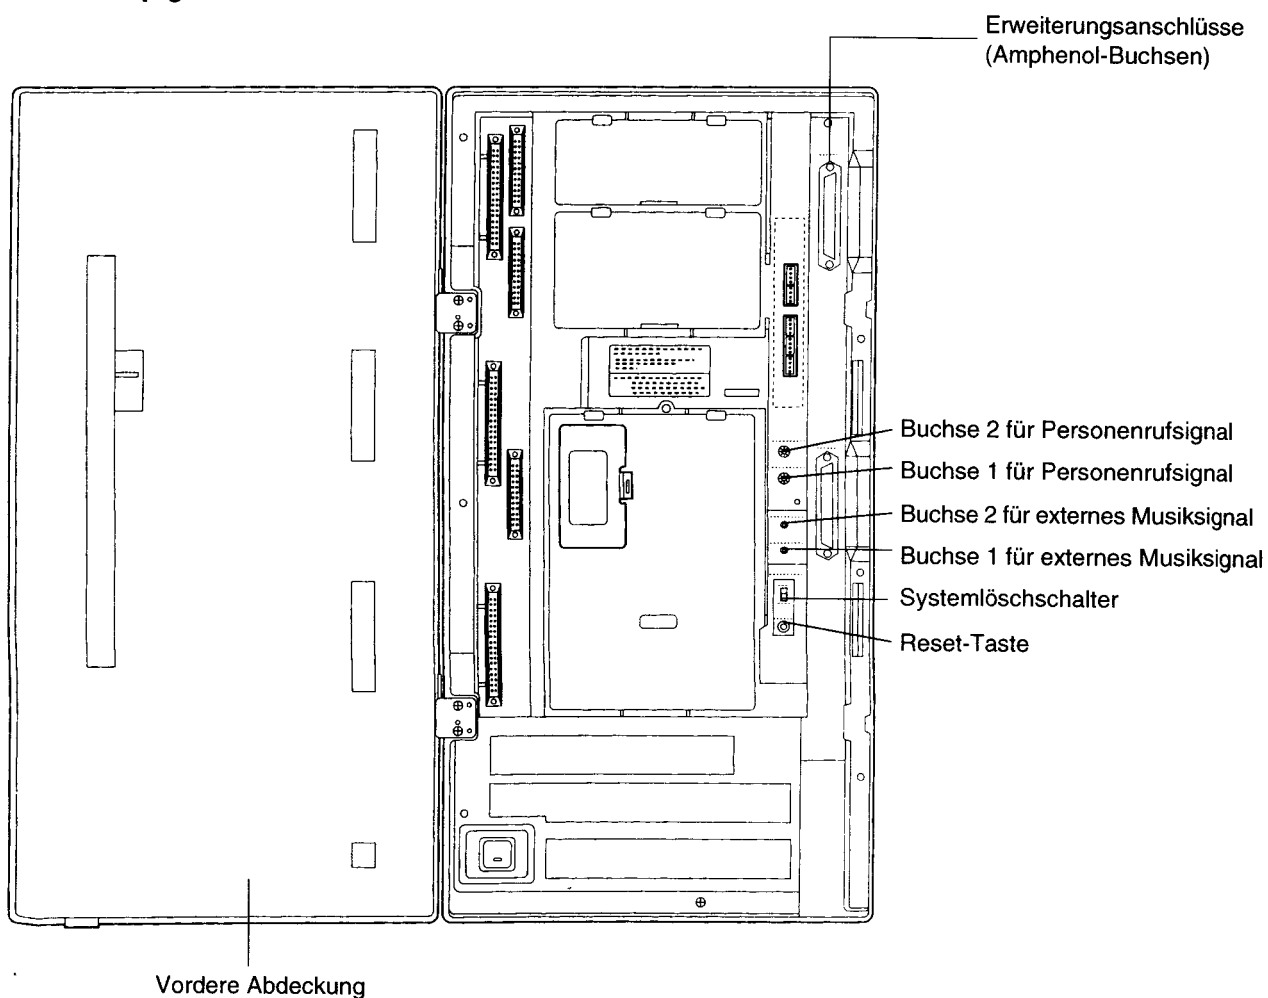 Erweiterungsanschlüsse
(Amphenol-Buchsen)
Buchse 2 für Personenrufsignal
Buchse 1 für Personenrufsignal
Buchse 2 für externes Musiksignal
Buchse 1 für externes Musiksignal
Systemlöschschalter
Reset-Taste
Vordere Abdeckung